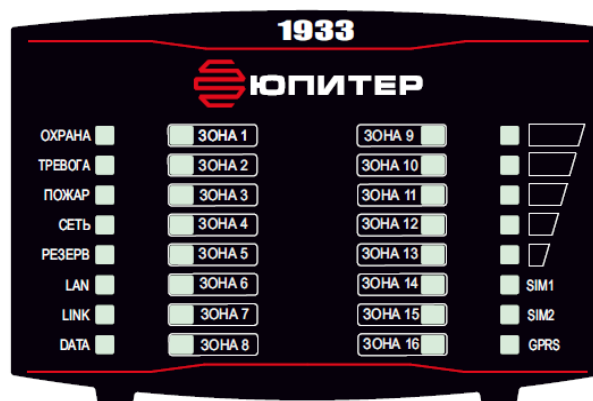 1933
ЮПИТЕР
ОХРАНА ЗОНА 1 ЗОНА 9
ТРЕВОГА ЗОНА 2 ЗОНА 10
ПОЖАР ЗОНА 3 ЗОНА 11
СЕТЬ ЗОНА 4 ЗОНА 12
РЕЗЕРВ ЗОНА 5 ЗОНА 13
LAN ЗОНА 6 ЗОНА 14 SIM1
LINK ЗОНА 7 ЗОНА 15 SIM2
DATA ЗОНА 8 ЗОНА 16 GPRS